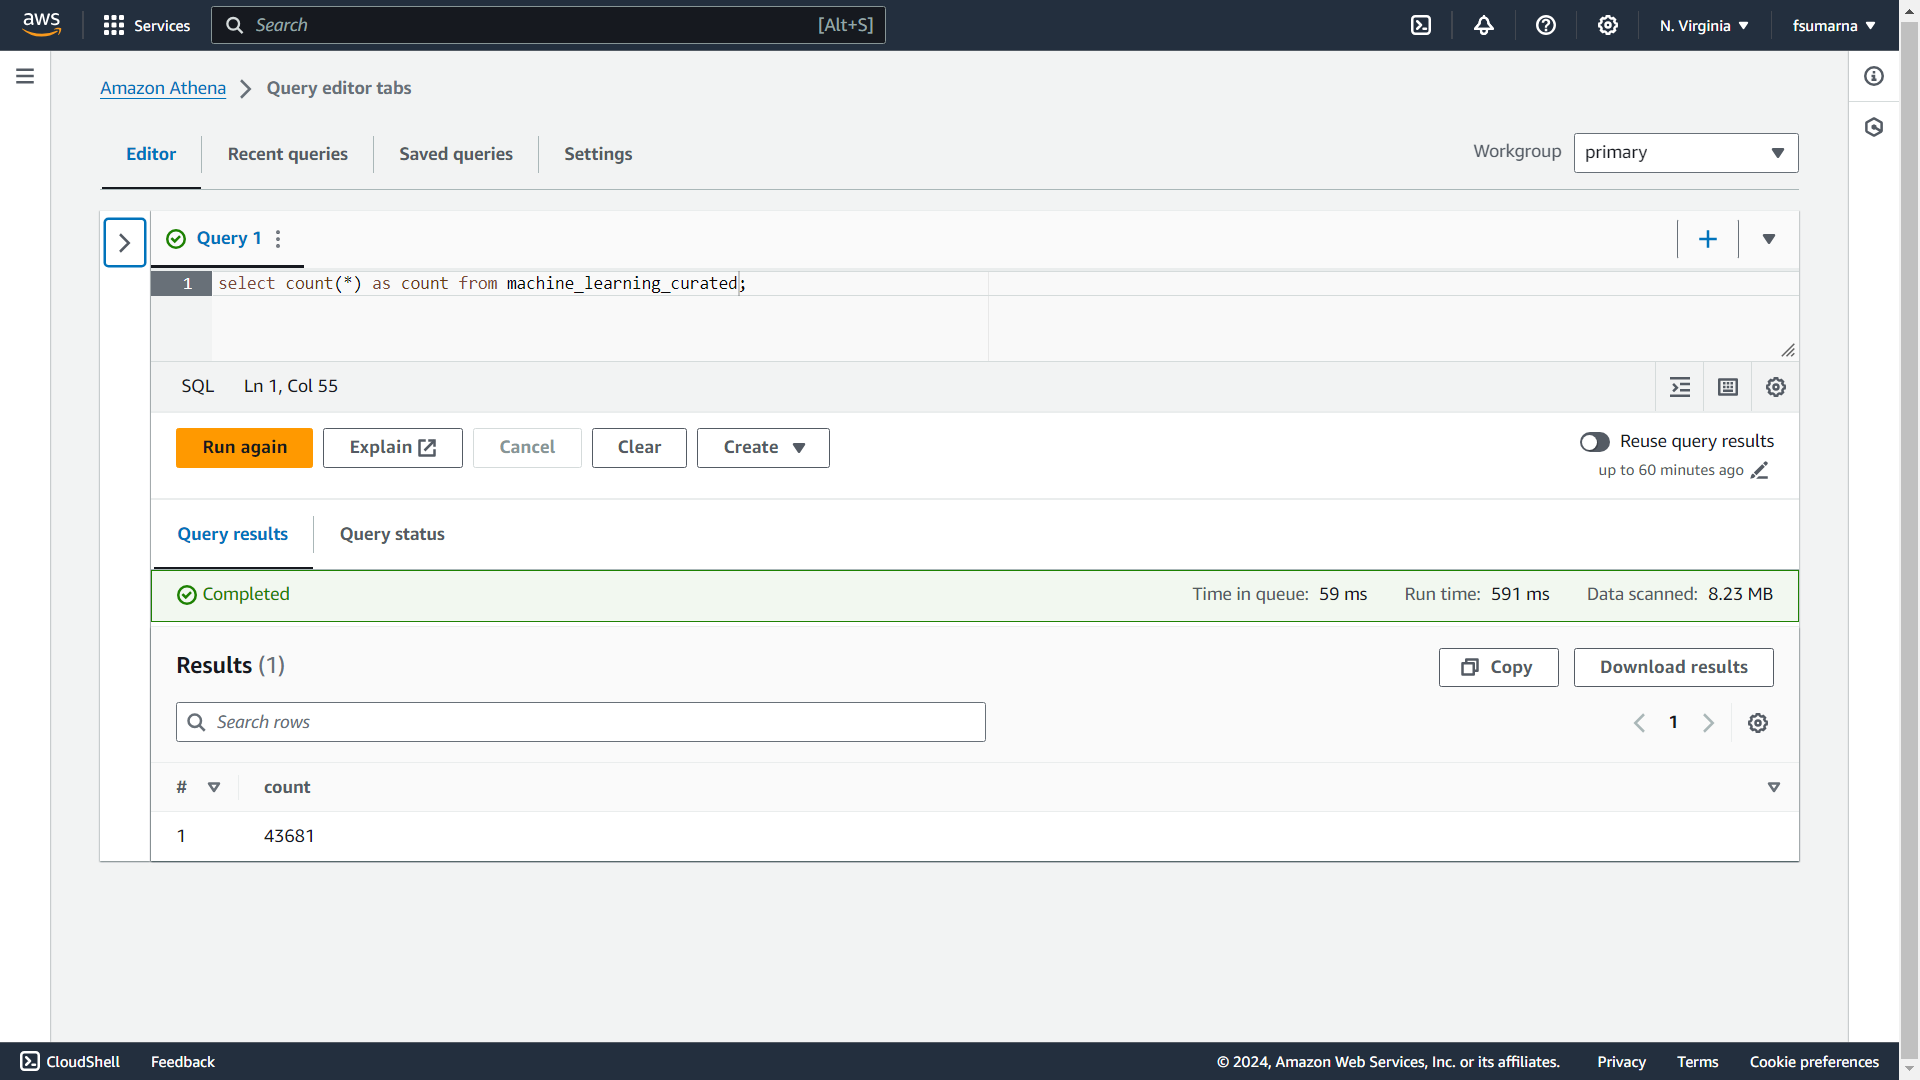 aws Services Search [Alt+S] N. Virginia fsumarna
Amazon Athena Query editor tabs
Editor Recent queries Saved queries Settings Workgroup primary
Query 1
1 select count(*) as count from machine_learning_curated;
SQL Ln 1, Col 55
Run again Explain Cancel Clear Create Reuse query results
up to 60 minutes ago
Query results Query status
Completed Time in queue: 59 ms Run time: 591 ms Data scanned: 8.23 MB
Results (1) Copy Download results
Search rows 1
# count
1 43681
CloudShell Feedback © 2024, Amazon Web Services, Inc. or its affiliates. Privacy Terms Cookie preferences